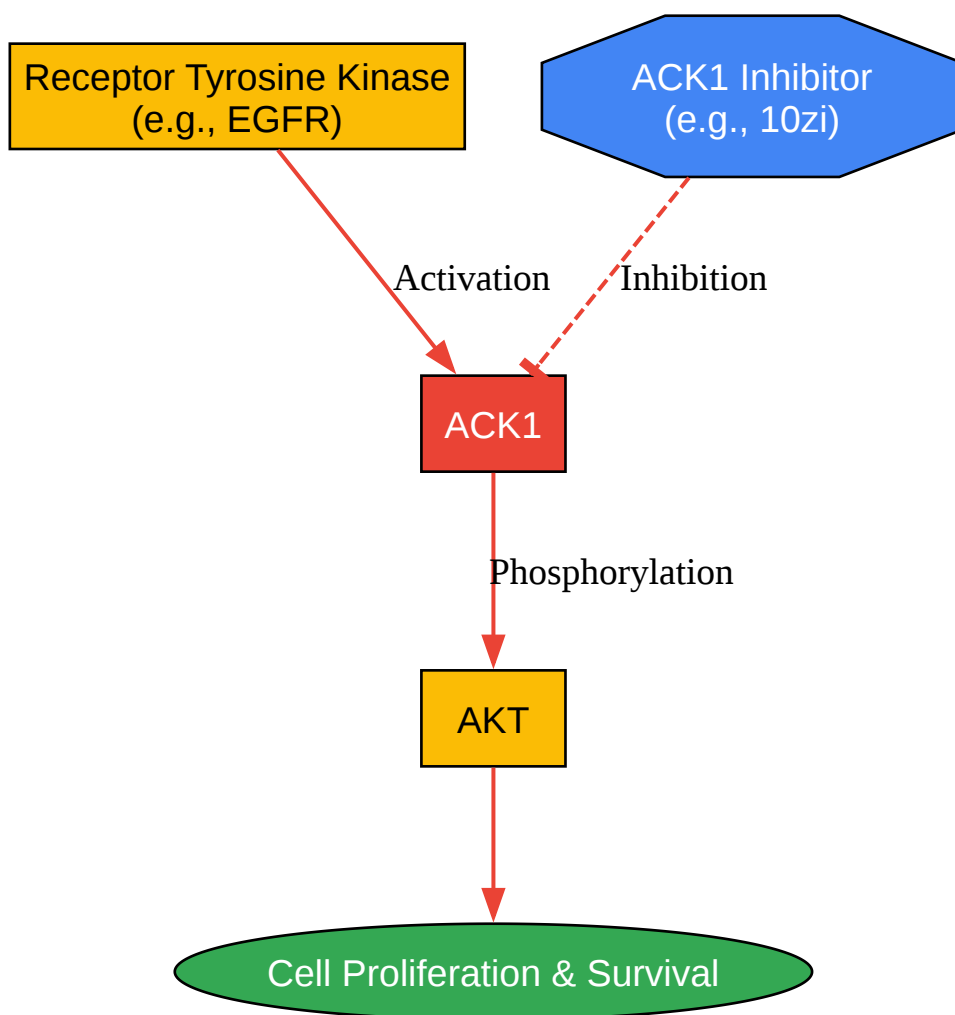 Receptor Tyrosine Kinase
(e.g., EGFR)
ACK1 Inhibitor
(e.g., 10zi)
Activation
Inhibition
ACK1
Phosphorylation
AKT
Cell Proliferation & Survival